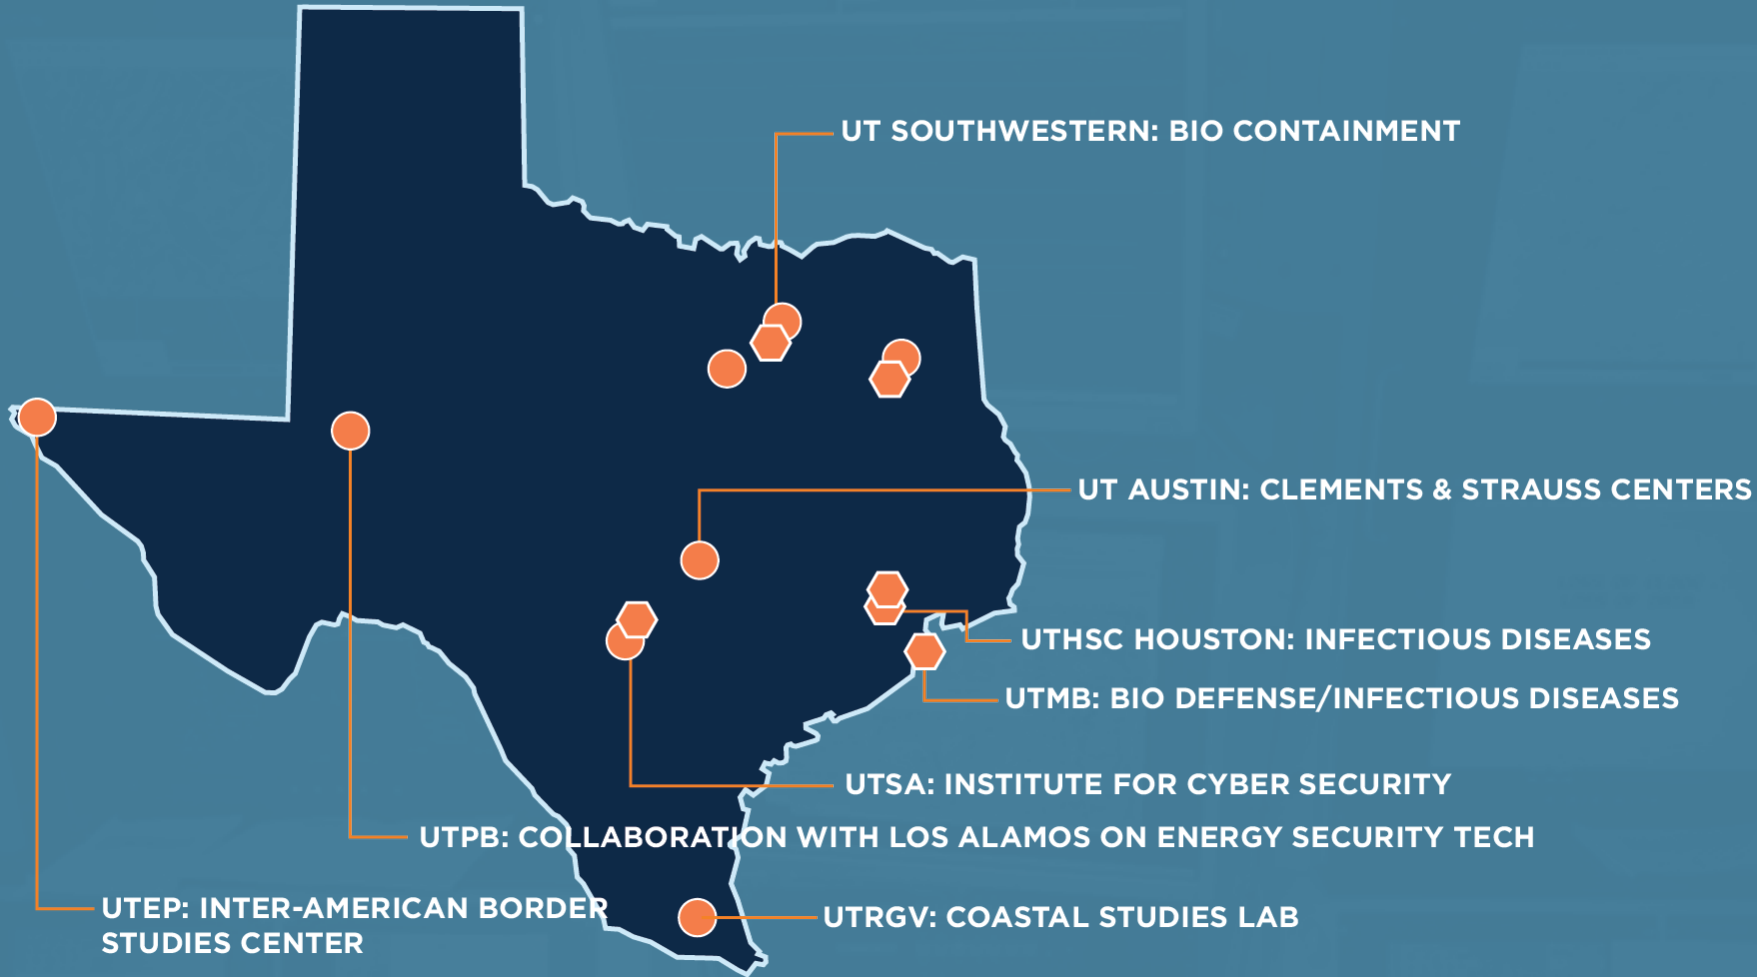 UT SOUTHWESTERN: BIO CONTAINMENT
UT AUSTIN: CLEMENTS & STRAUSS CENTERS
UTHSC HOUSTON: INFECTIOUS DISEASES
UTMB: BIO DEFENSE/INFECTIOUS DISEASES
UTSA: INSTITUTE FOR CYBER SECURITY
UTPB: COLLABORATION WITH LOS ALAMOS ON ENERGY SECURITY TECH
UTEP: INTER-AMERICAN BORDER
STUDIES CENTER
UTRGV: COASTAL STUDIES LAB